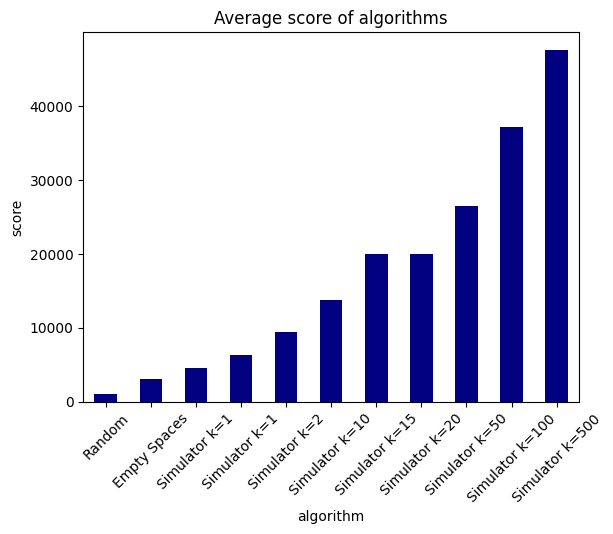 Average score of algorithms
score
40000
30000
20000
10000
0
Random
Empty Spaces
Simulator k=1
Simulator k=1
Simulator k=2
Simulator k=10
Simulator k=15
Simulator k=20
Simulator k=50
Simulator k=100
Simulator k=500
algorithm